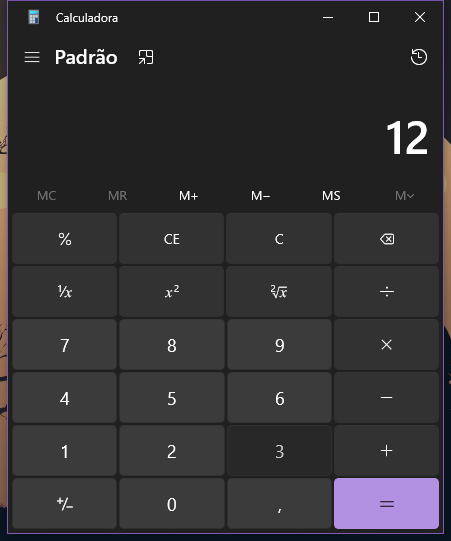 Calculadora
Padrão
12
MC MR M+ M− MS M
% CE C
⅟x x² ²√x ÷
7 8 9 ×
4 5 6 −
1 2 3 +
+/− 0 , =